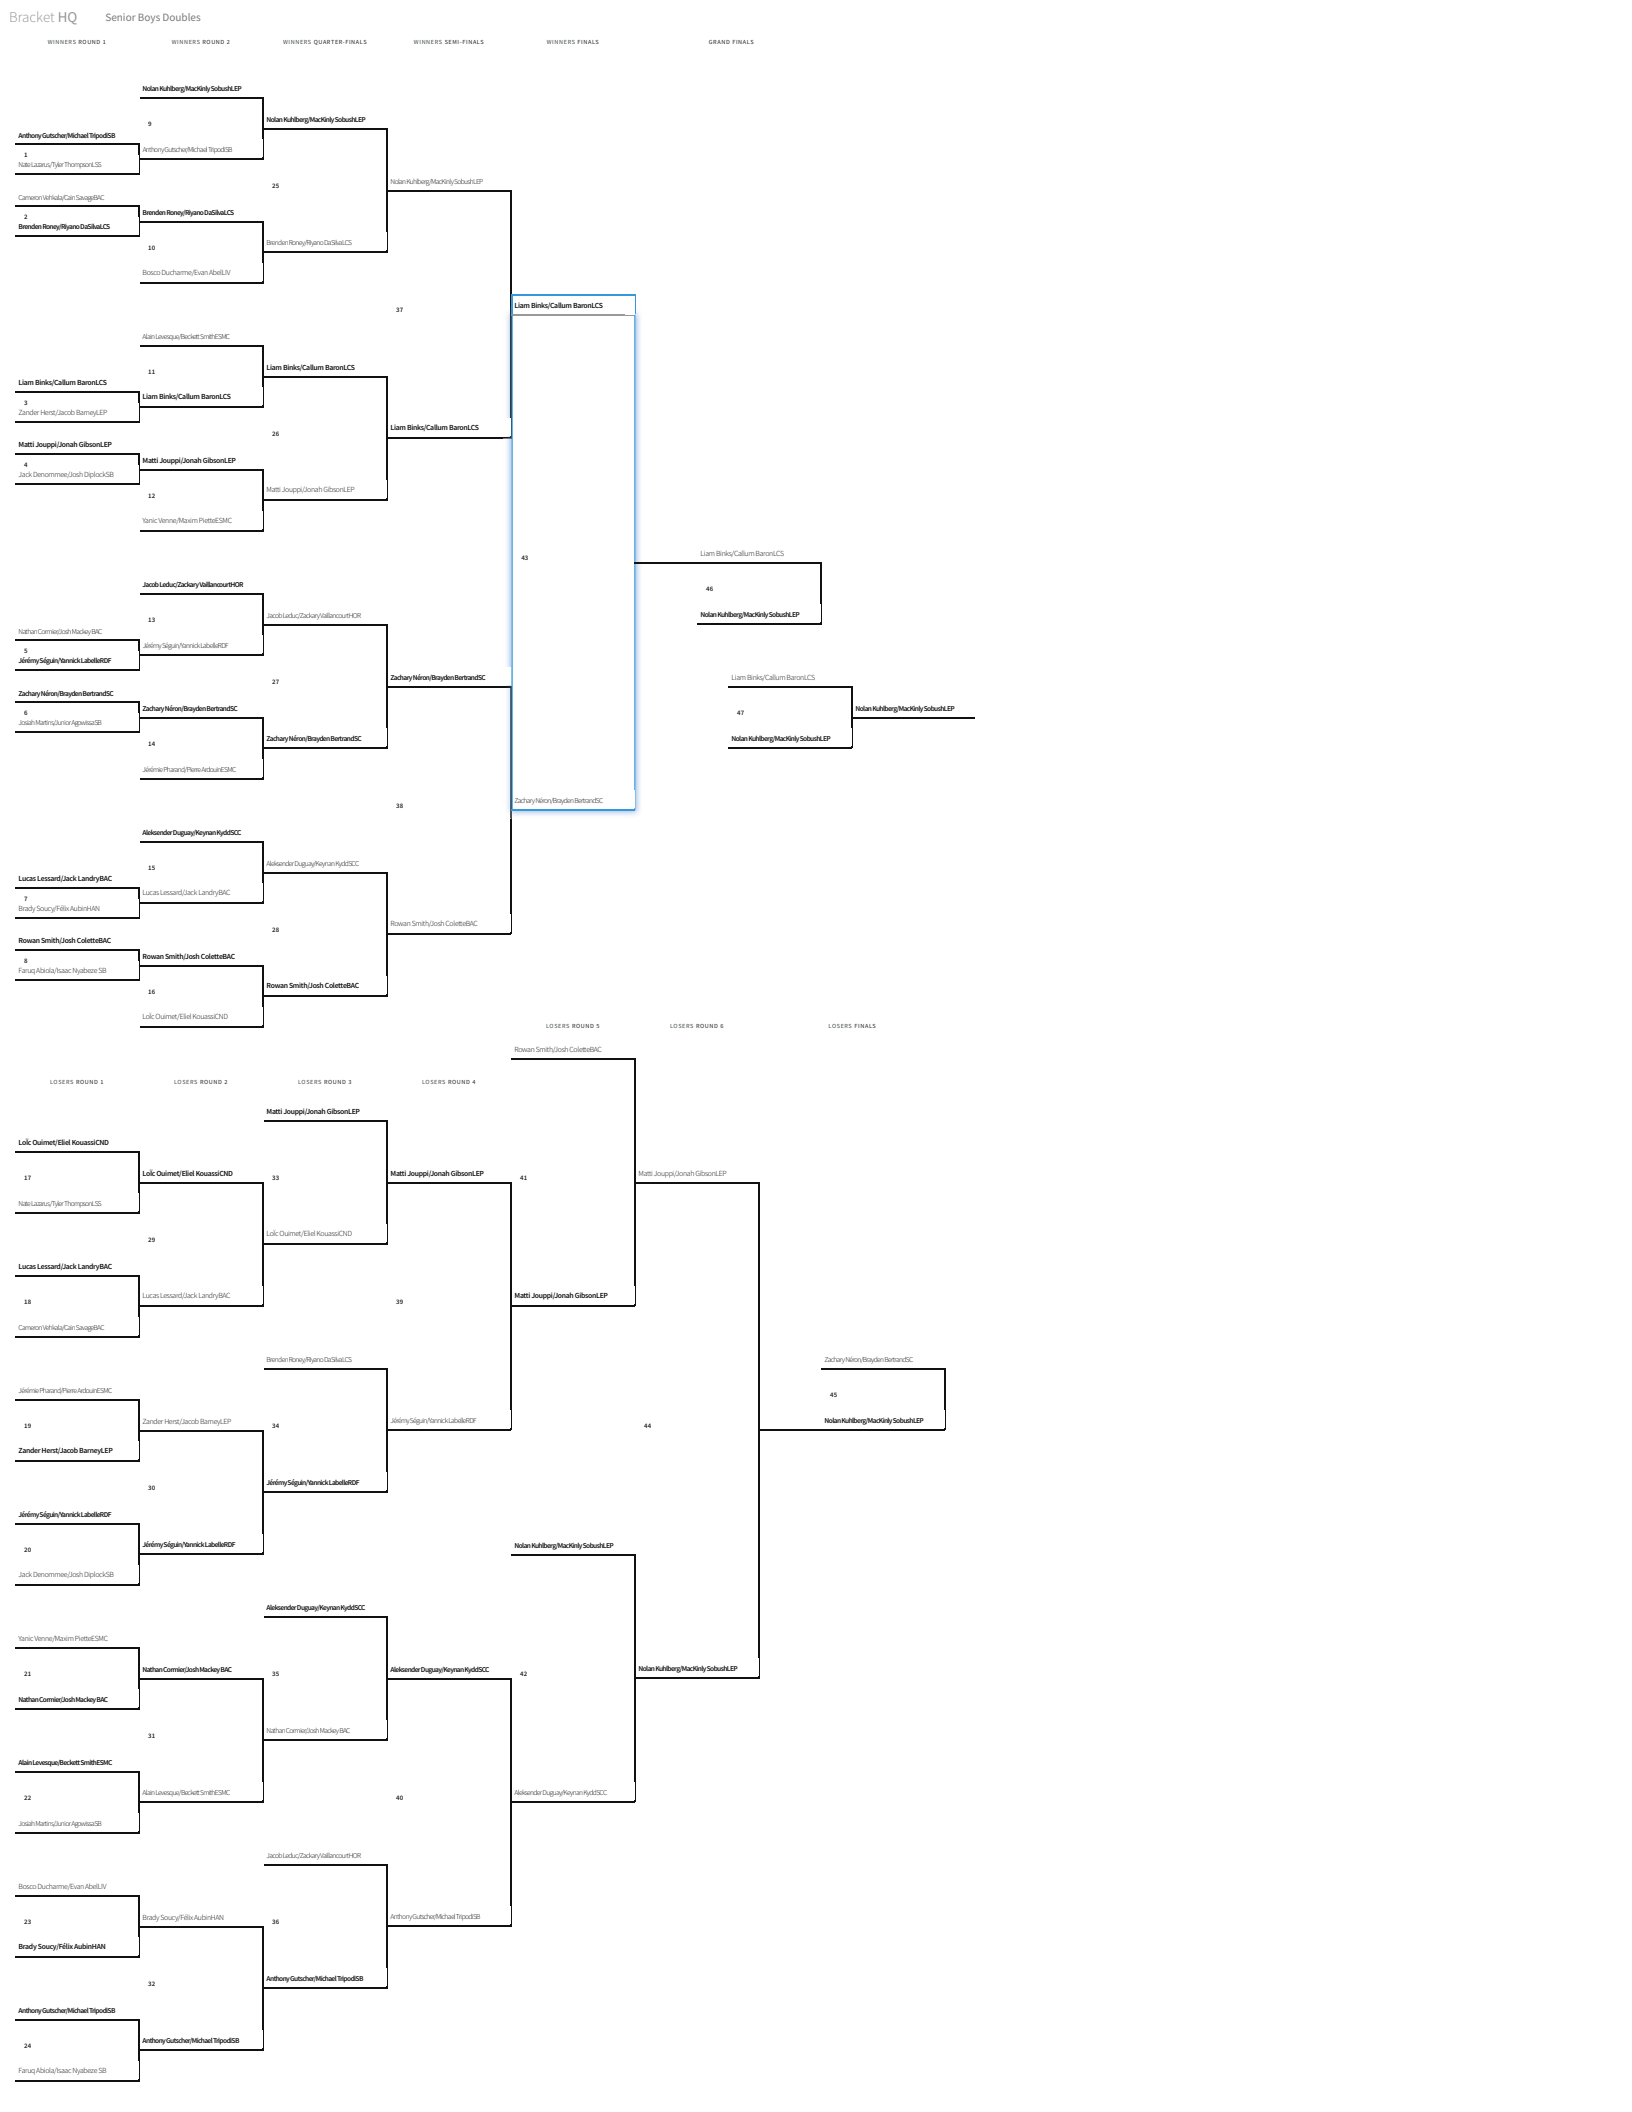 Bracket HQ Senior Boys Doubles
WINNERS ROUND 1 WINNERS ROUND 2 WINNERS QUARTER-FINALS WINNERS SEMI-FINALS WINNERS FINALS GRAND FINALS
Nolan Kuhlberg/MacKinly SobushLEP
Nolan Kuhlberg/MacKinly SobushLEP
9
Anthony Gutscher/Michael TripodiSB
Anthony Gutscher/Michael TripodiSB
1
Nate Lazarus/Tyler ThompsonLSS
Nolan Kuhlberg/MacKinly SobushLEP
25
Cameron Vehkala/Cain SavageBAC
Brenden Roney/Riyano DaSilvaLCS
2
Brenden Roney/Riyano DaSilvaLCS
Brenden Roney/Riyano DaSilvaLCS
10
Bosco Ducharme/Evan AbelLIV
Liam Binks/Callum BaronLCS
37
Alain Levesque/Beckett SmithESMC
Liam Binks/Callum BaronLCS
11
Liam Binks/Callum BaronLCS
Liam Binks/Callum BaronLCS
3
Zander Herst/Jacob BarneyLEP
Liam Binks/Callum BaronLCS
26
Matti Jouppi/Jonah GibsonLEP
Matti Jouppi/Jonah GibsonLEP
4
Jack Denommee/Josh DiplockSB
Matti Jouppi/Jonah GibsonLEP
12
Yanic Venne/Maxim PietteESMC
Liam Binks/Callum BaronLCS
43
Jacob Leduc/Zackary VaillancourtHOR
46
Jacob Leduc/Zackary VaillancourtHOR
Nolan Kuhlberg/MacKinly SobushLEP
13
Nathan Cormier/Josh Mackey BAC
Jérémy Séguin/Yannick LabelleRDF
5
Jérémy Séguin/Yannick LabelleRDF
Zachary Néron/Brayden BertrandSC
Liam Binks/Callum BaronLCS
27
Zachary Néron/Brayden BertrandSC
Zachary Néron/Brayden BertrandSC
Nolan Kuhlberg/MacKinly SobushLEP
6
47
Josiah Martins/Junior AgowissaSB
Zachary Néron/Brayden BertrandSC
Nolan Kuhlberg/MacKinly SobushLEP
14
Jérémie Pharand/Pierre ArdouinESMC
Zachary Néron/Brayden BertrandSC
38
Aleksender Duguay/Keynan KyddSCC
Aleksender Duguay/Keynan KyddSCC
15
Lucas Lessard/Jack LandryBAC
Lucas Lessard/Jack LandryBAC
7
Brady Soucy/Félix AubinHAN
Rowan Smith/Josh ColetteBAC
28
Rowan Smith/Josh ColetteBAC
Rowan Smith/Josh ColetteBAC
8
Faruq Abiola/Isaac Nyabeze SB
Rowan Smith/Josh ColetteBAC
16
Loïc Ouimet/Eliel KouassiCND
LOSERS ROUND 5 LOSERS ROUND 6 LOSERS FINALS
Rowan Smith/Josh ColetteBAC
LOSERS ROUND 1 LOSERS ROUND 2 LOSERS ROUND 3 LOSERS ROUND 4
Matti Jouppi/Jonah GibsonLEP
Loïc Ouimet/Eliel KouassiCND
Loïc Ouimet/Eliel KouassiCND
Matti Jouppi/Jonah GibsonLEP
Matti Jouppi/Jonah GibsonLEP
17
33
41
Nate Lazarus/Tyler ThompsonLSS
Loïc Ouimet/Eliel KouassiCND
29
Lucas Lessard/Jack LandryBAC
Lucas Lessard/Jack LandryBAC
Matti Jouppi/Jonah GibsonLEP
18
39
Cameron Vehkala/Cain SavageBAC
Brenden Roney/Riyano DaSilvaLCS
Zachary Néron/Brayden BertrandSC
Jérémie Pharand/Pierre ArdouinESMC
45
Zander Herst/Jacob BarneyLEP
Jérémy Séguin/Yannick LabelleRDF
Nolan Kuhlberg/MacKinly SobushLEP
19
34
44
Zander Herst/Jacob BarneyLEP
Jérémy Séguin/Yannick LabelleRDF
30
Jérémy Séguin/Yannick LabelleRDF
Jérémy Séguin/Yannick LabelleRDF
Nolan Kuhlberg/MacKinly SobushLEP
20
Jack Denommee/Josh DiplockSB
Aleksender Duguay/Keynan KyddSCC
Yanic Venne/Maxim PietteESMC
Nathan Cormier/Josh Mackey BAC
Aleksender Duguay/Keynan KyddSCC
Nolan Kuhlberg/MacKinly SobushLEP
21
35
42
Nathan Cormier/Josh Mackey BAC
Nathan Cormier/Josh Mackey BAC
31
Alain Levesque/Beckett SmithESMC
Alain Levesque/Beckett SmithESMC
Aleksender Duguay/Keynan KyddSCC
22
40
Josiah Martins/Junior AgowissaSB
Jacob Leduc/Zackary VaillancourtHOR
Bosco Ducharme/Evan AbelLIV
Brady Soucy/Félix AubinHAN
Anthony Gutscher/Michael TripodiSB
23
36
Brady Soucy/Félix AubinHAN
Anthony Gutscher/Michael TripodiSB
32
Anthony Gutscher/Michael TripodiSB
Anthony Gutscher/Michael TripodiSB
24
Faruq Abiola/Isaac Nyabeze SB